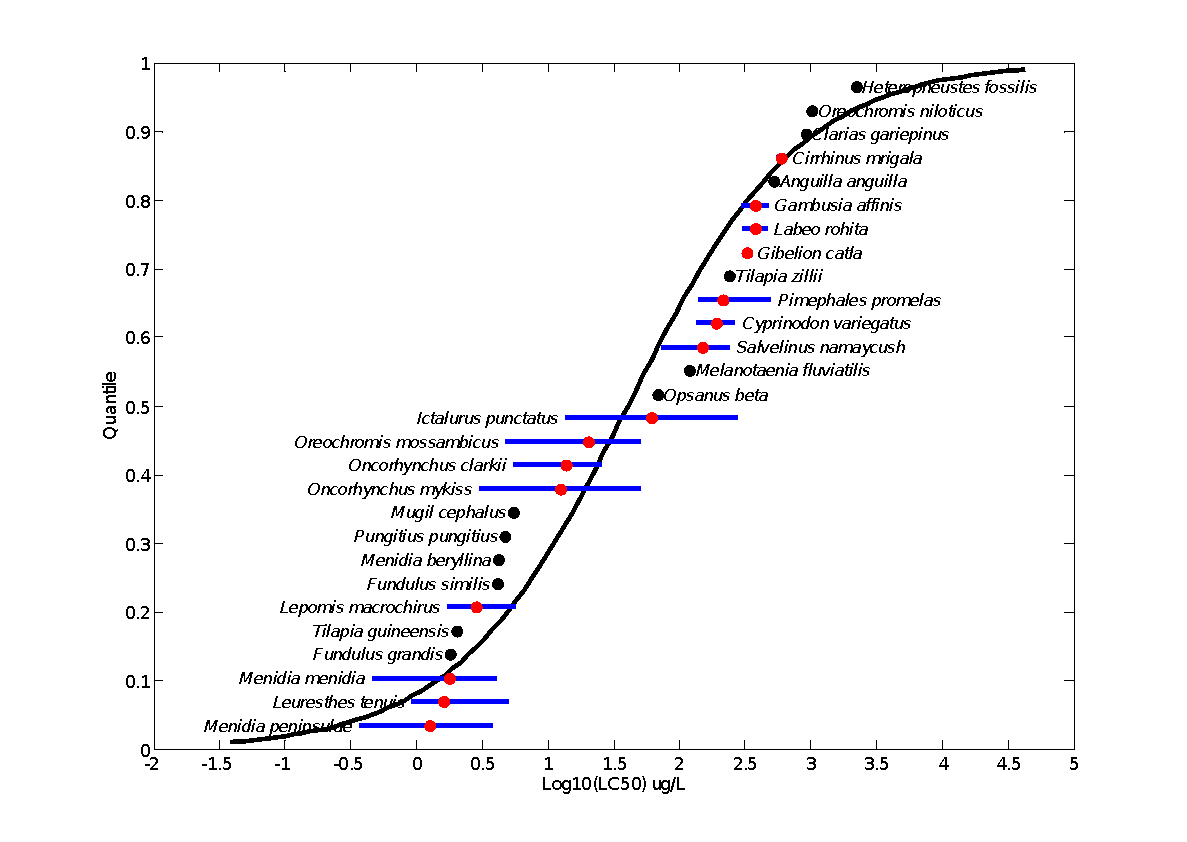 1
Heteropneustes fossilis
Oreochromis niloticus
0.9
Clarias gariepinus
Cirrhinus mrigala
Anguilla anguilla
0.8
Gambusia affinis
Labeo rohita
Gibelion catla
0.7
Tilapia zillii
Pimephales promelas
0.6
Cyprinodon variegatus
Salvelinus namaycush
Melanotaenia fluviatilis
Quantile
0.5
Opsanus beta
Ictalurus punctatus
Oreochromis mossambicus
0.4
Oncorhynchus clarkii
Oncorhynchus mykiss
Mugil cephalus
0.3
Pungitius pungitius
Menidia beryllina
Fundulus similis
0.2
Lepomis macrochirus
Tilapia guineensis
Fundulus grandis
0.1
Menidia menidia
Leuresthes tenuis
Menidia peninsulae
0
-2 -1.5 -1 -0.5 0 0.5 1 1.5 2 2.5 3 3.5 4 4.5 5
Log10(LC50) ug/L